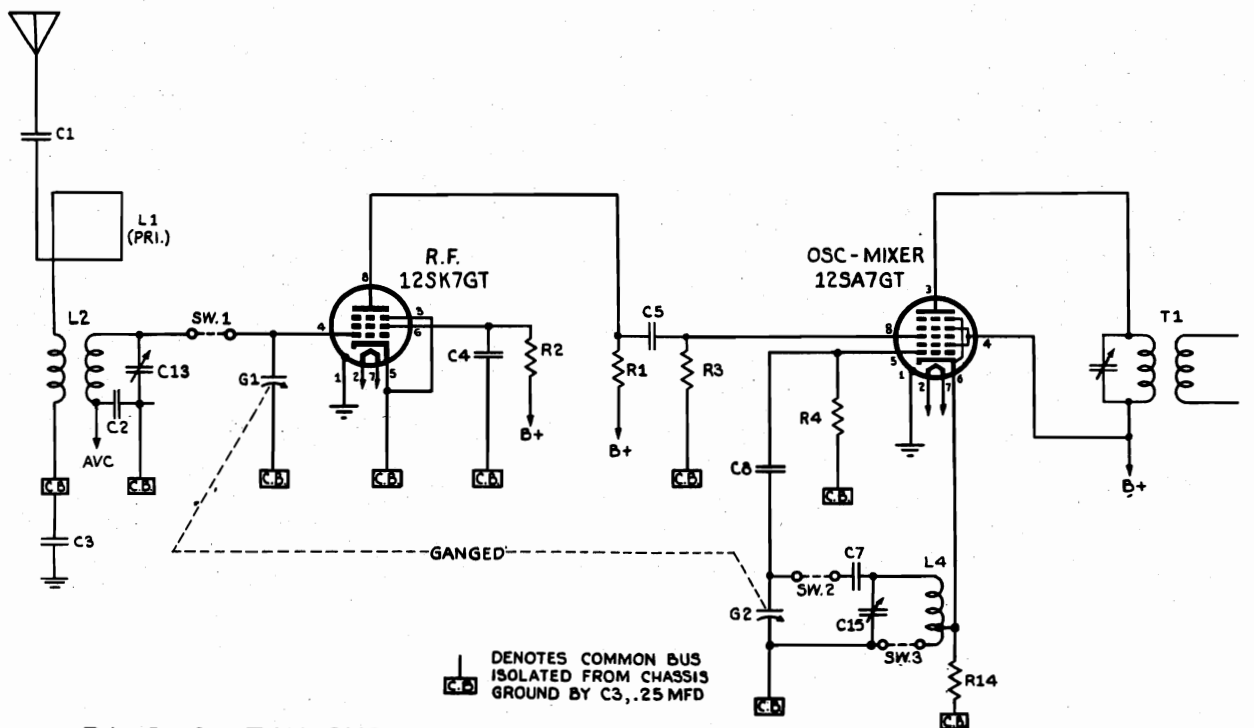 C1
L1
(PRI.)
L2
SW.1
C13
C2
AVC
C.B.
C.B.
C3
G1
C.B.
R.F.
12SK7GT
8
4
3
6
1
2
7
5
C.B.
C4
C.B.
R2
B+
C5
R1
B+
R3
C.B.
OSC-MIXER
12SA7GT
3
8
5
4
1
2
7
6
R4
C.B.
C8
T1
B+
GANGED
G2
SW.2
C7
C15
L4
SW.3
R14
C.B.
C.B.
C.B.
DENOTES COMMON BUS
ISOLATED FROM CHASSIS
GROUND BY C3,.25 MFD